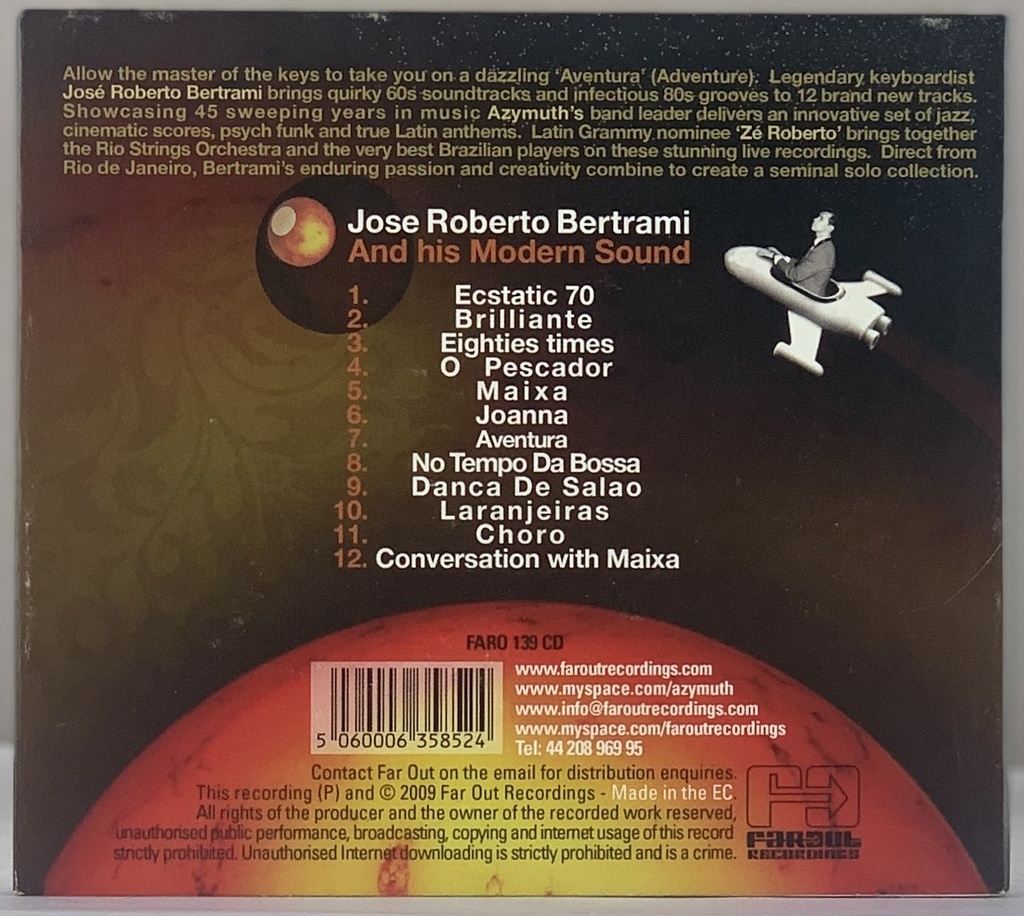 Allow the master of the keys to take you on a dazzling ‘Aventura’ (Adventure). Legendary keyboardist
José Roberto Bertrami brings quirky 60s soundtracks and infectious 80s grooves to 12 brand new tracks.
Showcasing 45 sweeping years in music Azymuth’s band leader delivers an innovative set of jazz,
cinematic scores, psych funk and true Latin anthems. Latin Grammy nominee ‘Zé Roberto’ brings together
the Rio Strings Orchestra and the very best Brazilian players on these stunning live recordings. Direct from
Rio de Janeiro, Bertrami’s enduring passion and creativity combine to create a seminal solo collection.
Jose Roberto Bertrami
And his Modern Sound
1. Ecstatic 70
2. Brilliante
3. Eighties times
4. O Pescador
5. Maixa
6. Joanna
7. Aventura
8. No Tempo Da Bossa
9. Danca De Salao
10. Laranjeiras
11. Choro
12. Conversation with Maixa
FARO 139 CD
www.faroutrecordings.com
www.myspace.com/azymuth
www.info@faroutrecordings.com
www.myspace.com/faroutrecordings
Tel: 44 208 969 95
5 060006 358524
Contact Far Out on the email for distribution enquiries.
This recording (P) and © 2009 Far Out Recordings - Made in the EC.
All rights of the producer and the owner of the recorded work reserved,
unauthorised public performance, broadcasting, copying and internet usage of this record
strictly prohibited. Unauthorised Internet downloading is strictly prohibited and is a crime.
FAROUT
RECORDINGS